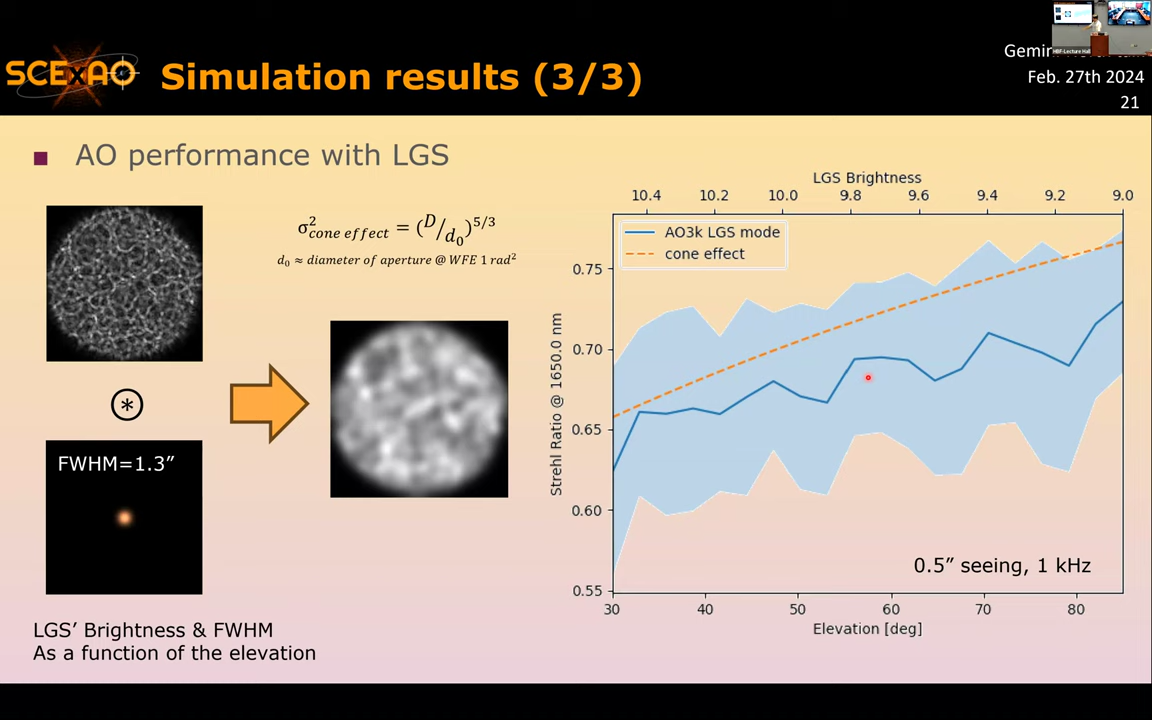 SCExAO
Simulation results (3/3)
Feb. 27th 2024
21
AO performance with LGS
σ²cone effect = (D/d₀)^5/3
d₀ ≈ diameter of aperture @ WFE 1 rad²
FWHM=1.3”
LGS’ Brightness & FWHM
As a function of the elevation
LGS Brightness
10.4 10.2 10.0 9.8 9.6 9.4 9.2 9.0
AO3k LGS mode
cone effect
Strehl Ratio @ 1650.0 nm
0.75
0.70
0.65
0.60
0.55
0.5” seeing, 1 kHz
30 40 50 60 70 80
Elevation [deg]